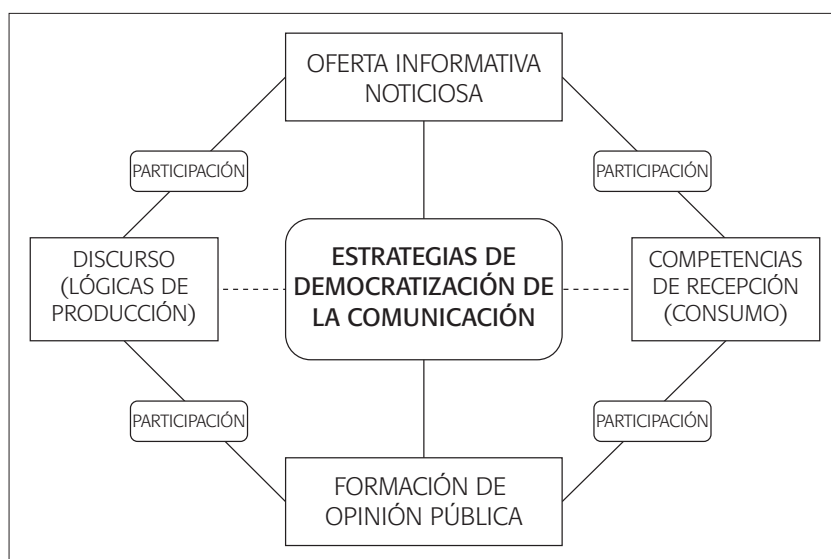 OFERTA INFORMATIVA
NOTICIOSA
PARTICIPACIÓN
PARTICIPACIÓN
DISCURSO
(LÓGICAS DE
PRODUCCIÓN)
ESTRATEGIAS DE
DEMOCRATIZACIÓN DE
LA COMUNICACIÓN
COMPETENCIAS
DE RECEPCIÓN
(CONSUMO)
PARTICIPACIÓN
PARTICIPACIÓN
FORMACIÓN DE
OPINIÓN PÚBLICA